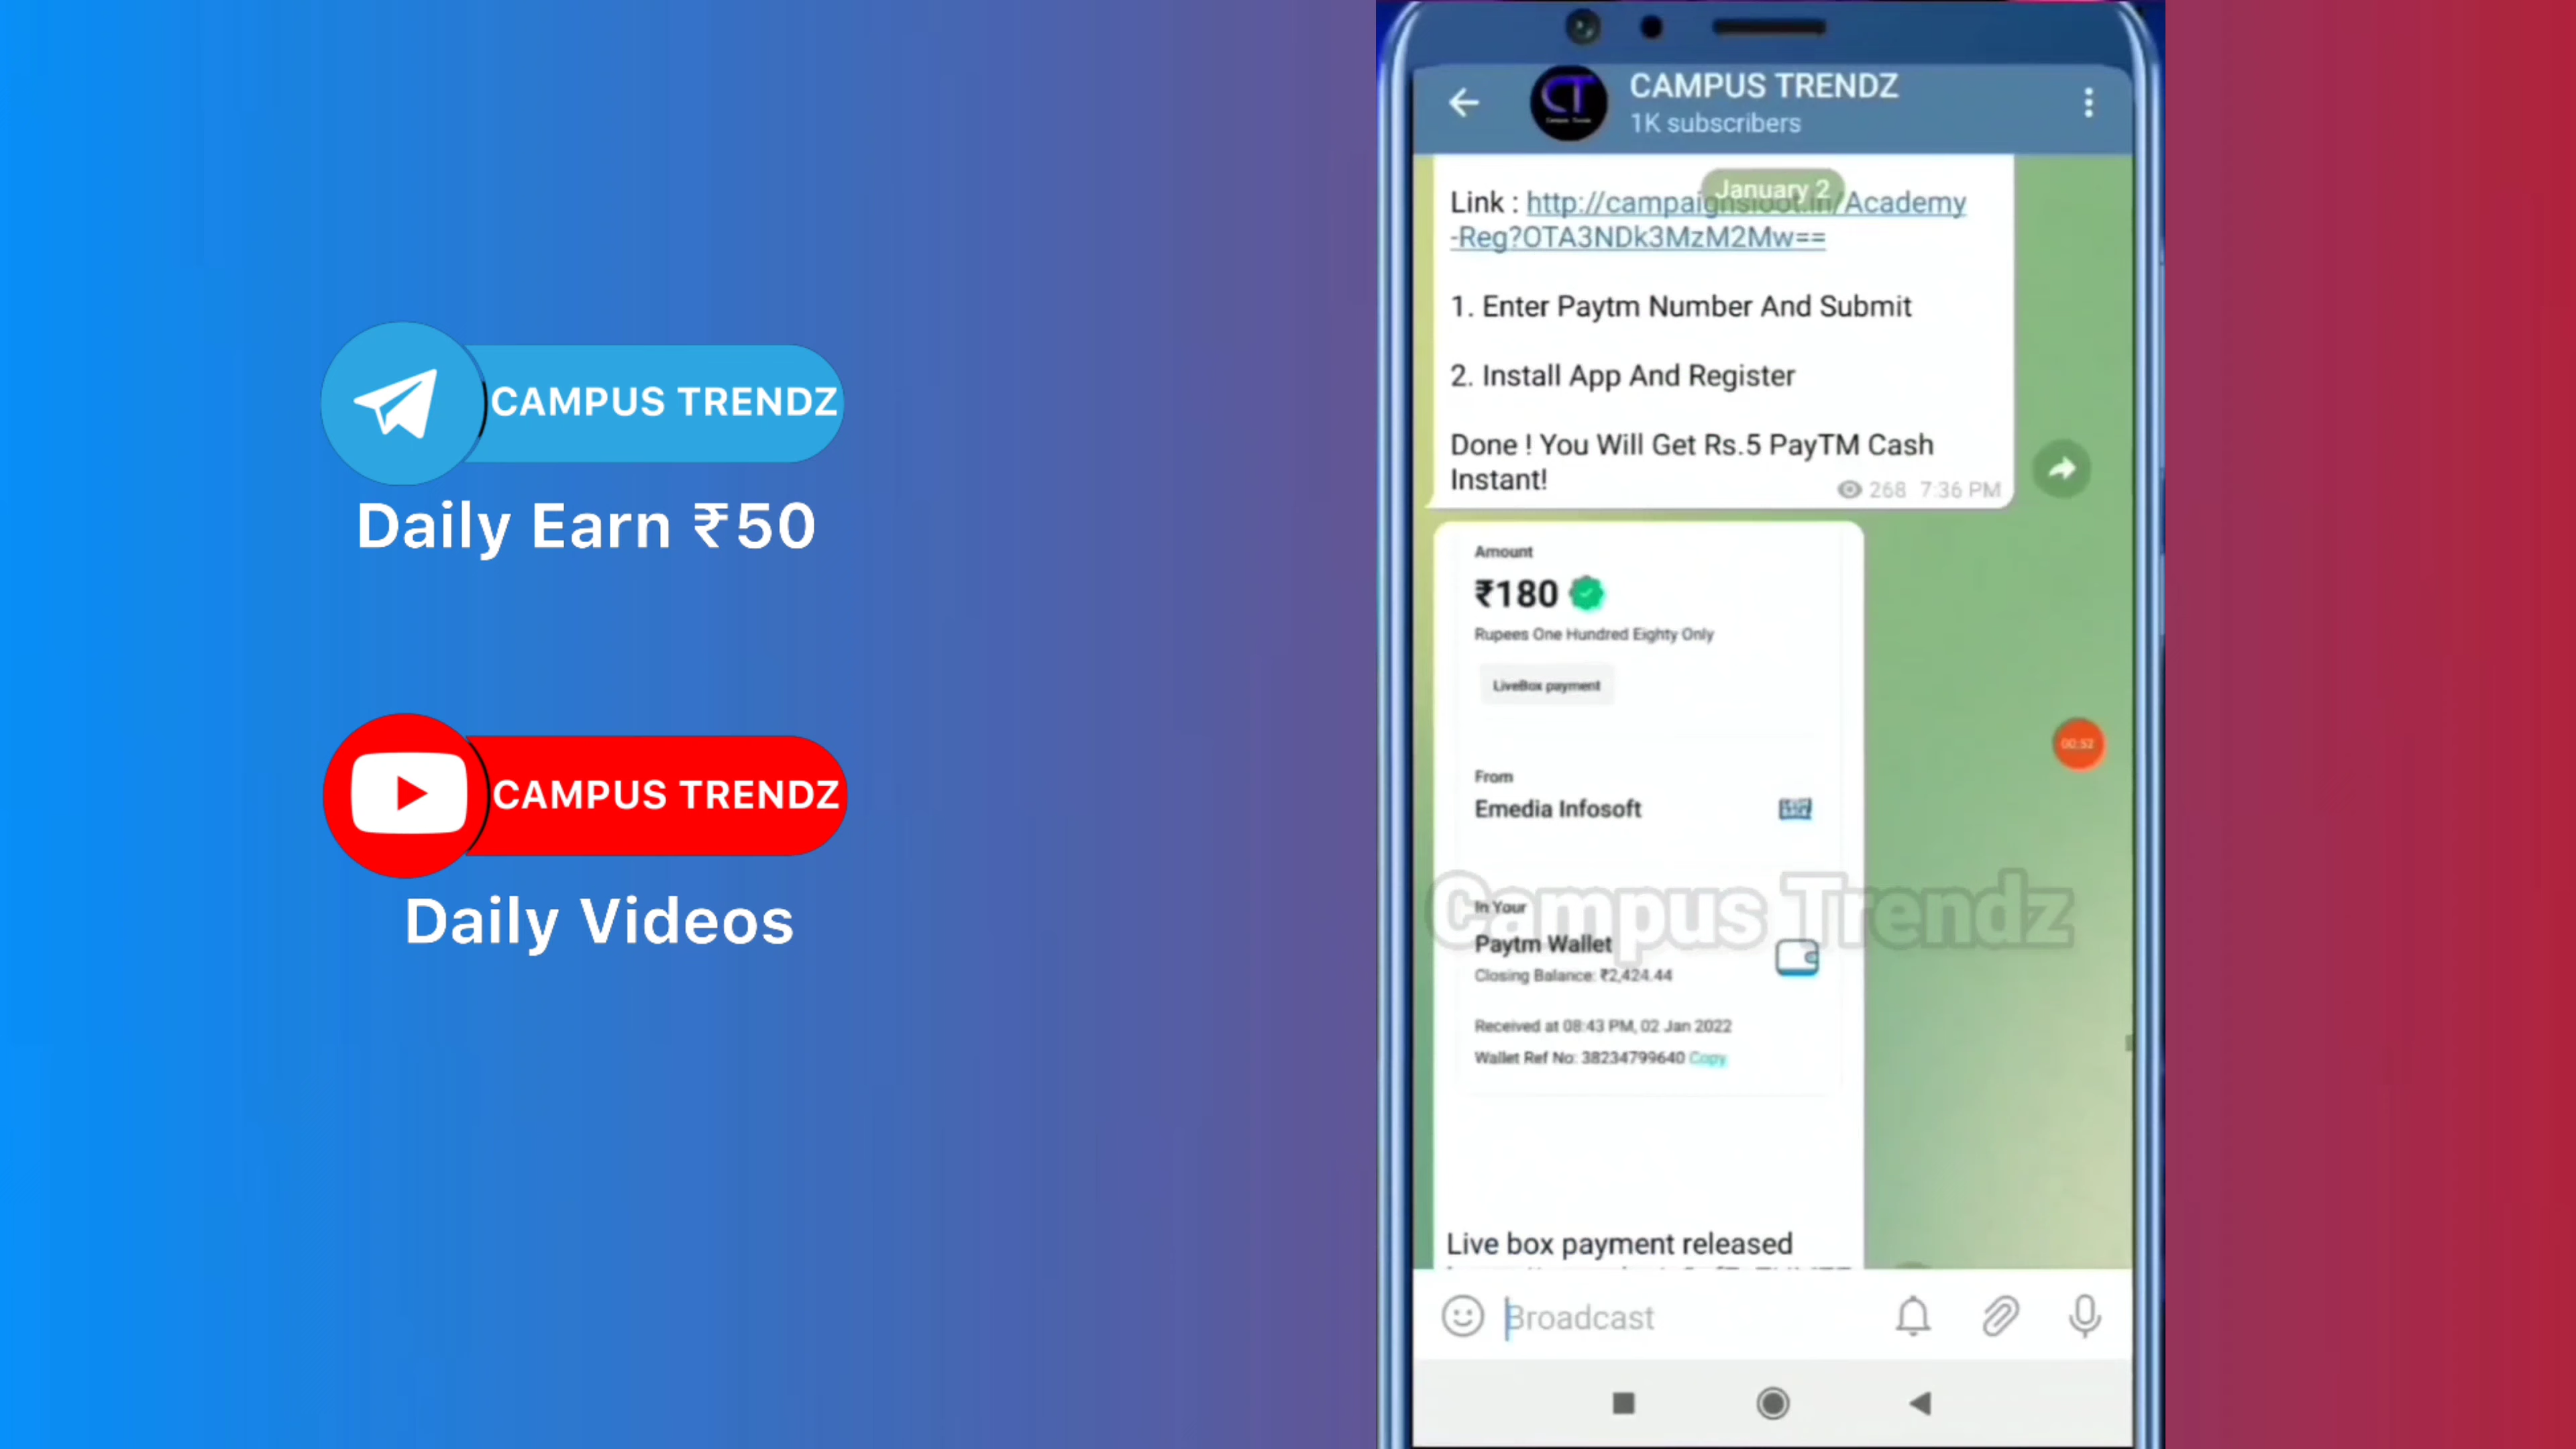 CAMPUS TRENDZ
Daily Earn ₹50
CAMPUS TRENDZ
Daily Videos
CAMPUS TRENDZ
1K subscribers
January 2
Link : http://campaignsloot.in/Academy
-Reg?OTA3NDk3MzM2Mw==
1. Enter Paytm Number And Submit
2. Install App And Register
Done ! You Will Get Rs.5 PayTM Cash
Instant!
268 7:36 PM
Amount
₹180
Rupees One Hundred Eighty Only
LiveBox payment
00:52
From
Emedia Infosoft
Campus Trendz
In Your
Paytm Wallet
Closing Balance: ₹2,424.44
Received at 08:43 PM, 02 Jan 2022
Wallet Ref No: 38234799640 Copy
Live box payment released
Broadcast